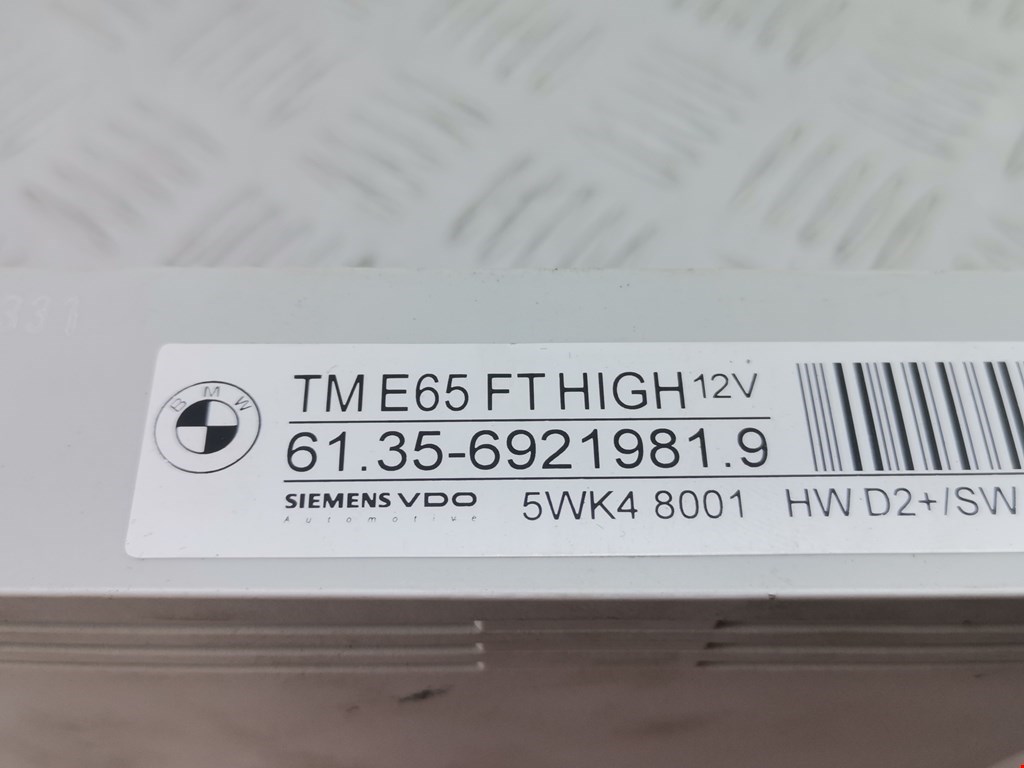 331
BMW
TM E65 FT HIGH 12V
61.35-6921981.9
SIEMENS VDO
Automotive
5WK4 8001
HW D2+/SW